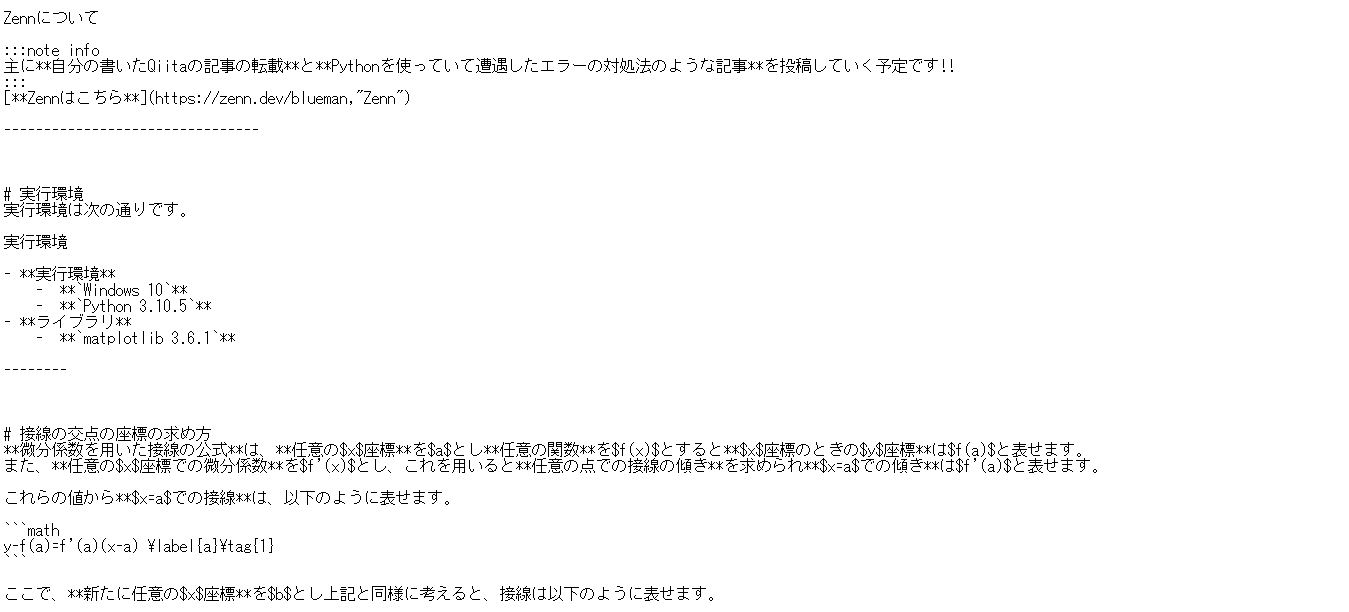 Zennについて
:::note info
主に**自分の書いたQiitaの記事の転載**と**Pythonを使っていて遭遇したエラーの対処法のような記事**を投稿していく予定です!!
:::
[**Zennはこちら**](https://zenn.dev/blueman,"Zenn")
--------------------------------
# 実行環境
実行環境は次の通りです。
実行環境
- **実行環境**
    -  **`Windows 10`**
    -  **`Python 3.10.5`**
- **ライブラリ**
    -  **`matplotlib 3.6.1`**
--------
# 接線の交点の座標の求め方
**微分係数を用いた接線の公式**は、**任意の$x$座標**を$a$とし**任意の関数**を$f(x)$とすると**$x$座標のときの$y$座標**は$f(a)$と表せます。
また、**任意の$x$座標での微分係数**を$f'(x)$とし、これを用いると**任意の点での接線の傾き**を求められ**$x=a$での傾き**は$f'(a)$と表せます。
これらの値から**$x=a$での接線**は、以下のように表せます。
```math
y-f(a)=f'(a)(x-a) ¥label{a}¥tag{1}
```
ここで、**新たに任意の$x$座標**を$b$とし上記と同様に考えると、接線は以下のように表せます。